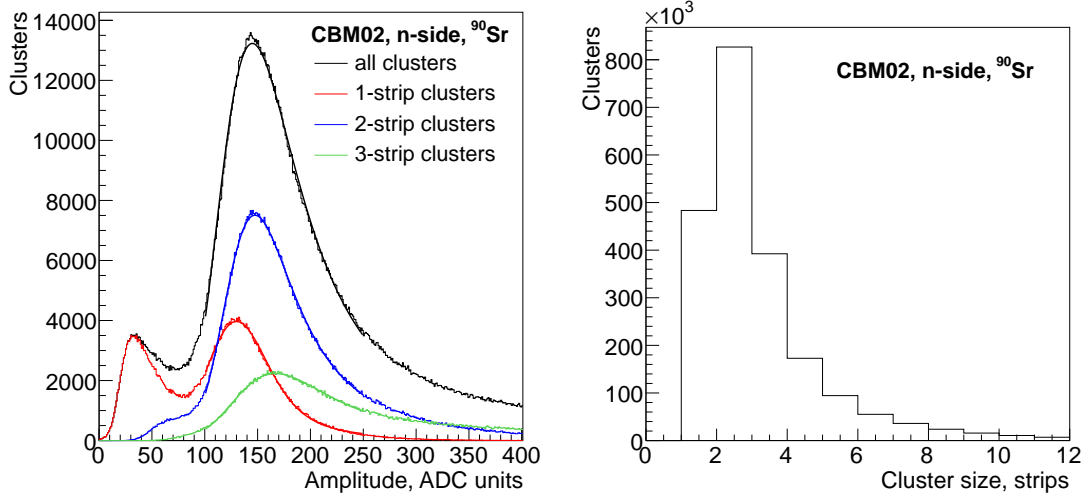 CBM02, n-side, ⁹⁰Sr
all clusters
1-strip clusters
2-strip clusters
3-strip clusters
Clusters
14000
12000
10000
8000
6000
4000
2000
0
0 50 100 150 200 250 300 350 400
Amplitude, ADC units
×10³
CBM02, n-side, ⁹⁰Sr
Clusters
800
700
600
500
400
300
200
100
0
0 2 4 6 8 10 12
Cluster size, strips